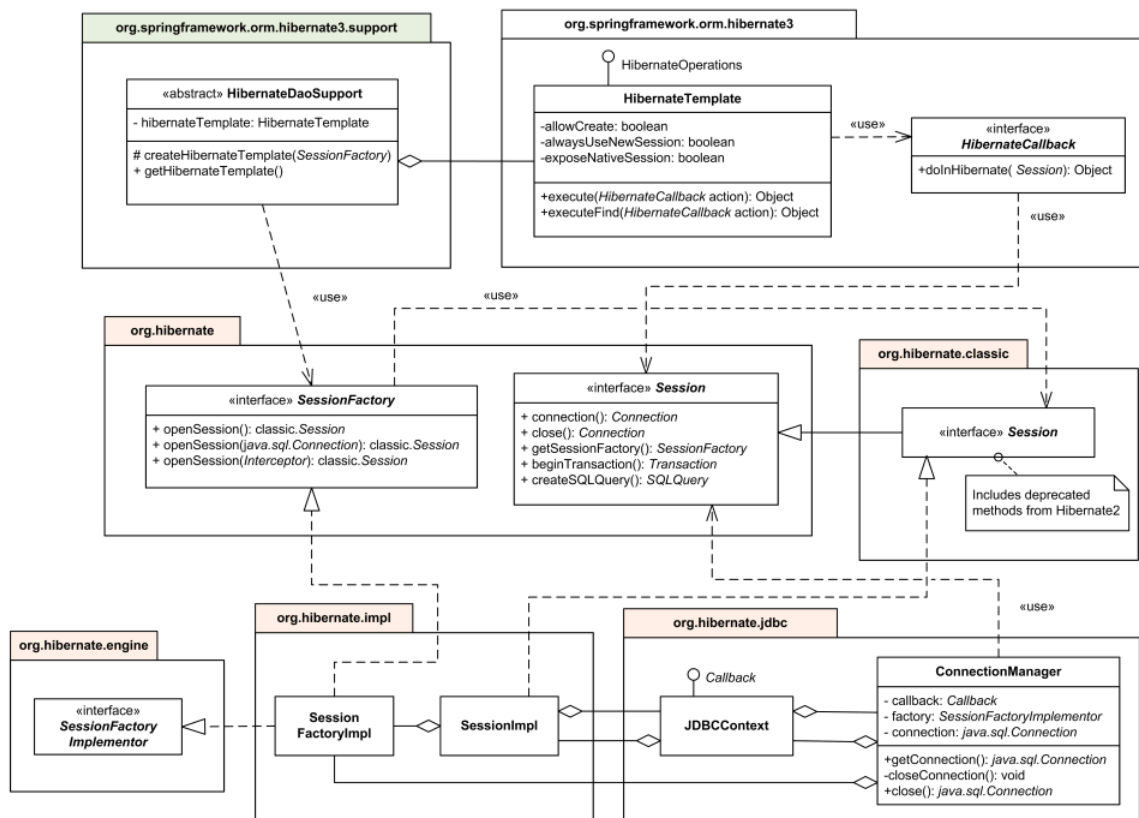 org.springframework.orm.hibernate3.support
«abstract» HibernateDaoSupport
- hibernateTemplate: HibernateTemplate
# createHibernateTemplate(SessionFactory)
+ getHibernateTemplate()
org.springframework.orm.hibernate3
HibernateOperations
HibernateTemplate
-allowCreate: boolean
-alwaysUseNewSession: boolean
-exposeNativeSession: boolean
+execute(HibernateCallback action): Object
+executeFind(HibernateCallback action): Object
«use»
«interface»
HibernateCallback
+doInHibernate( Session): Object
«use»
«use»
«use»
org.hibernate
«interface» SessionFactory
+ openSession(): classic.Session
+ openSession(java.sql.Connection): classic.Session
+ openSession(Interceptor): classic.Session
«interface» Session
+ connection(): Connection
+ close(): Connection
+ getSessionFactory(): SessionFactory
+ beginTransaction(): Transaction
+ createSQLQuery(): SQLQuery
org.hibernate.classic
«interface» Session
Includes deprecated
methods from Hibernate2
«use»
org.hibernate.engine
«interface»
SessionFactory
Implementor
org.hibernate.impl
Session
FactoryImpl
SessionImpl
org.hibernate.jdbc
Callback
JDBCContext
ConnectionManager
- callback: Callback
- factory: SessionFactoryImplementor
- connection: java.sql.Connection
+getConnection(): java.sql.Connection
-closeConnection(): void
+close(): java.sql.Connection